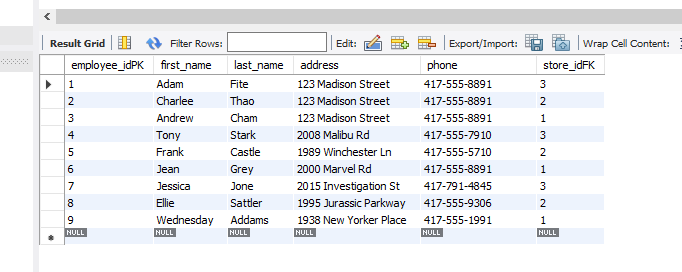 Result Grid Filter Rows: Edit: Export/Import: Wrap Cell Content:
employee_idPK first_name last_name address phone store_idFK
1 Adam Fite 123 Madison Street 417-555-8891 3
2 Charlee Thao 123 Madison Street 417-555-8891 2
3 Andrew Cham 123 Madison Street 417-555-8891 1
4 Tony Stark 2008 Malibu Rd 417-555-7910 3
5 Frank Castle 1989 Winchester Ln 417-555-5710 2
6 Jean Grey 2000 Marvel Rd 417-555-8891 1
7 Jessica Jone 2015 Investigation St 417-791-4845 3
8 Ellie Sattler 1995 Jurassic Parkway 417-555-9306 2
9 Wednesday Addams 1938 New Yorker Place 417-555-1991 1
NULL NULL NULL NULL NULL NULL